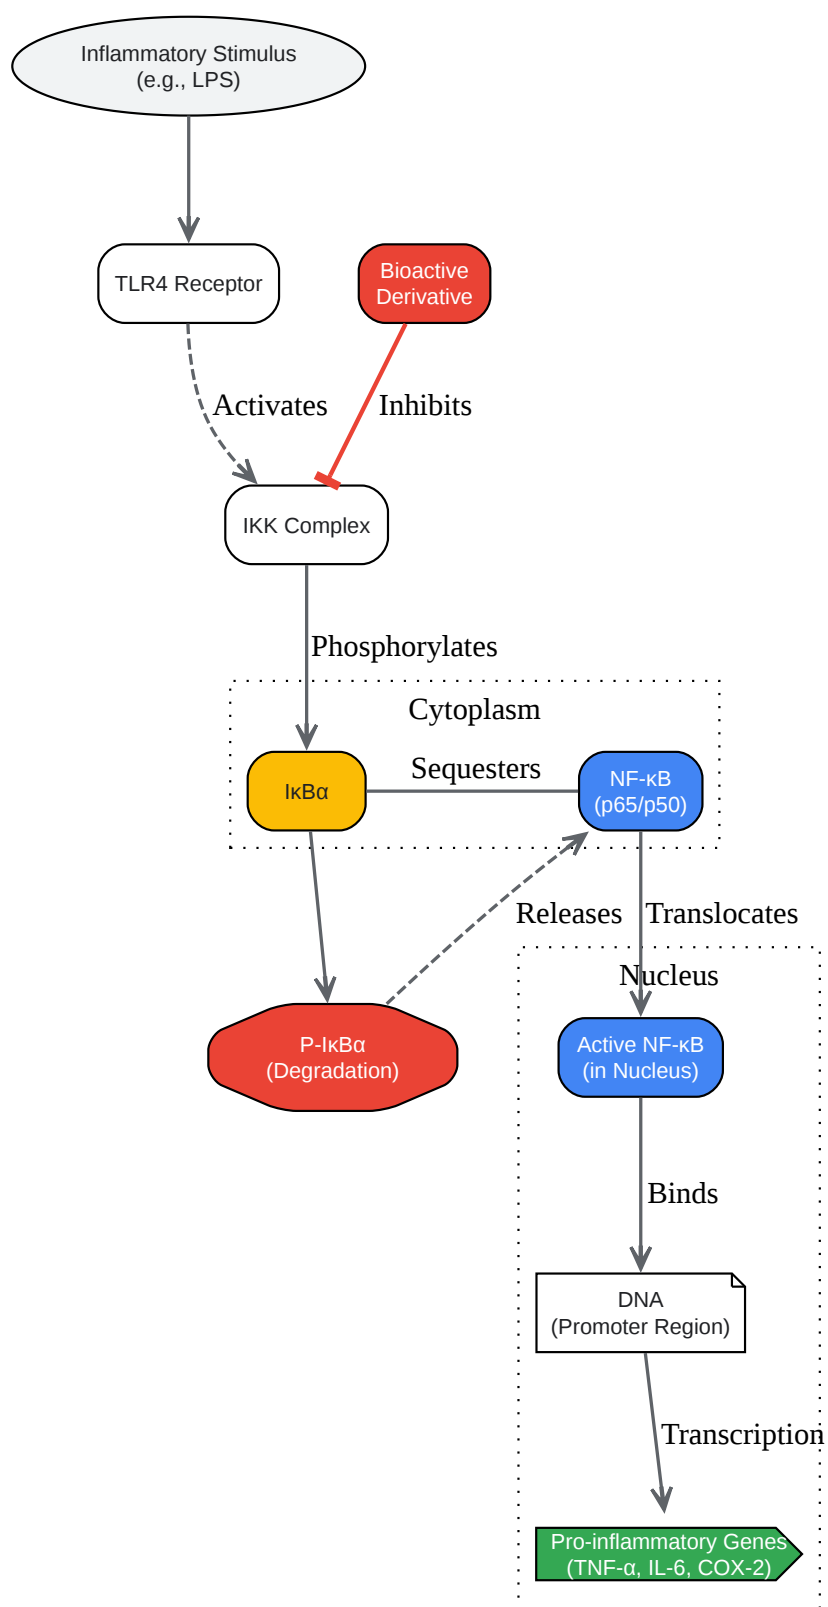 Inflammatory Stimulus
(e.g., LPS)
TLR4 Receptor
Bioactive
Derivative
Activates
Inhibits
IKK Complex
Phosphorylates
Cytoplasm
Sequesters
IκBα
NF-κB
(p65/p50)
Releases
Translocates
Nucleus
P-IκBα
(Degradation)
Active NF-κB
(in Nucleus)
Binds
DNA
(Promoter Region)
Transcription
Pro-inflammatory Genes
(TNF-α, IL-6, COX-2)